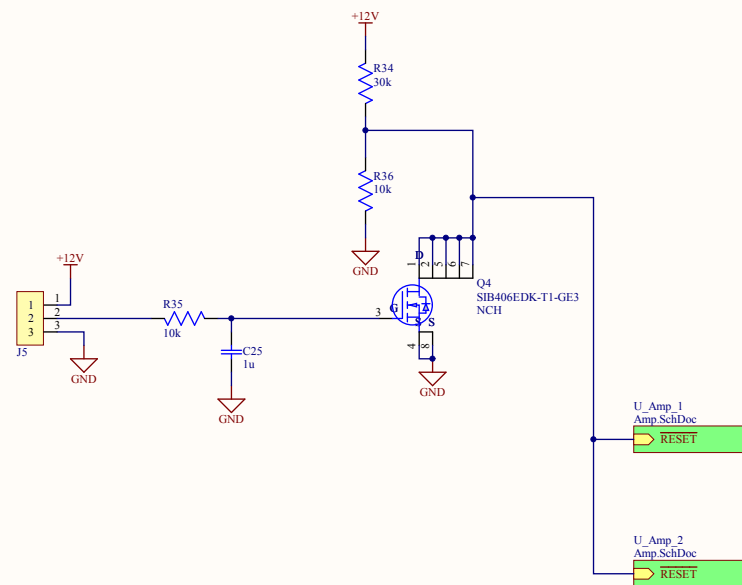 +12V
R34
30k
R36
10k
GND
D
1
2
5
6
7
Q4
SIB406EDK-T1-GE3
NCH
3
G
S
S
4
8
GND
+12V
1
2
3
1
2
3
J5
GND
R35
10k
C25
1u
GND
U_Amp_1
Amp.SchDoc
RESET
U_Amp_2
Amp.SchDoc
RESET